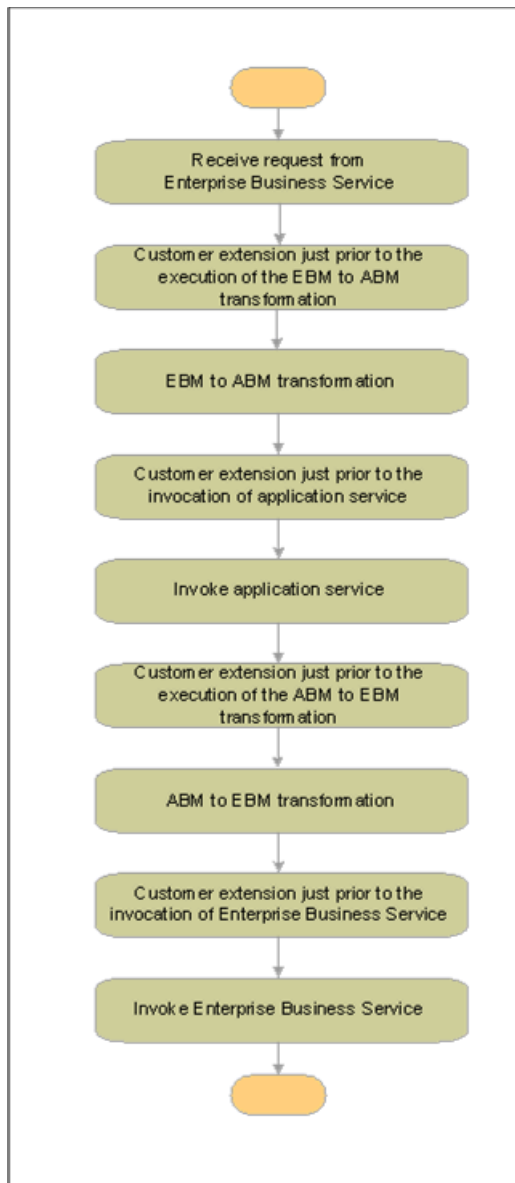 Receive request from
Enterprise Business Service
Customer extension just prior to the
execution of the EBM to ABM
transformation
EBM to ABM transformation
Customer extension just prior to the
invocation of application service
Invoke application service
Customer extension just prior to the
execution of the ABM to EBM
transformation
ABM to EBM transformation
Customer extension just prior to the
invocation of Enterprise Business Service
Invoke Enterprise Business Service